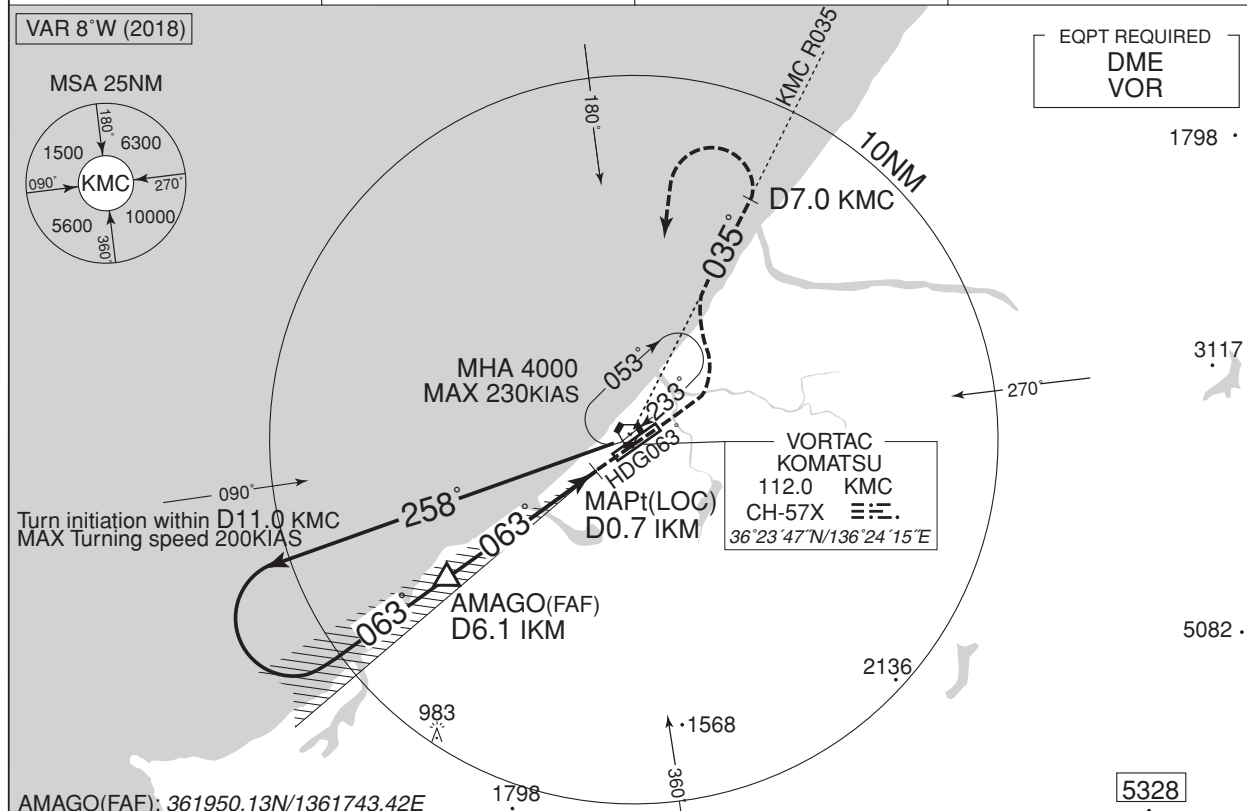 VAR 8°W (2018)
MSA 25NM
180°
1500
6300
090°
KMC
270°
5600
10000
360°
EQPT REQUIRED
DME
VOR
KMC R035
180°
10NM
1798
D7.0 KMC
035°
MHA 4000
MAX 230KIAS
053°
233°
3117
270°
HDG063°
VORTAC
KOMATSU
112.0 KMC
CH-57X
36°23′47″N/136°24′15″E
MAPt(LOC)
D0.7 IKM
090°
Turn initiation within D11.0 KMC
MAX Turning speed 200KIAS
258°
063°
AMAGO(FAF)
D6.1 IKM
063°
5082
2136
983
1568
360°
1798
5328
AMAGO(FAF): 361950.13N/1361743.42E